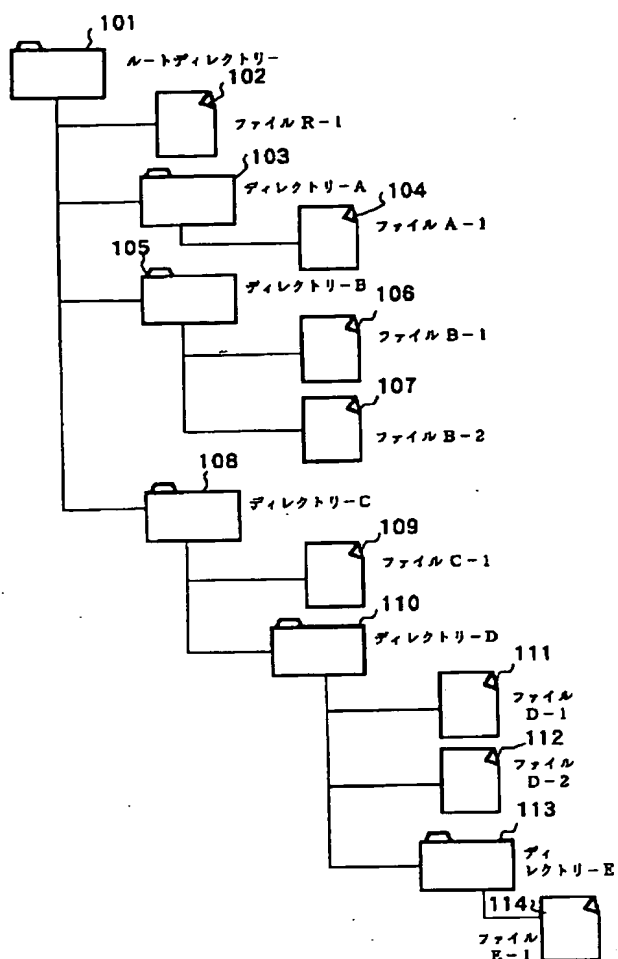 101
ルートディレクトリー
102
ファイル R-1
103
ディレクトリーA
104
ファイル A-1
105
ディレクトリーB
106
ファイル B-1
107
ファイル B-2
108
ディレクトリーC
109
ファイル C-1
110
ディレクトリーD
111
ファイル
D-1
112
ファイル
D-2
113
ディ
レクトリーE
114
ファイル
E-1